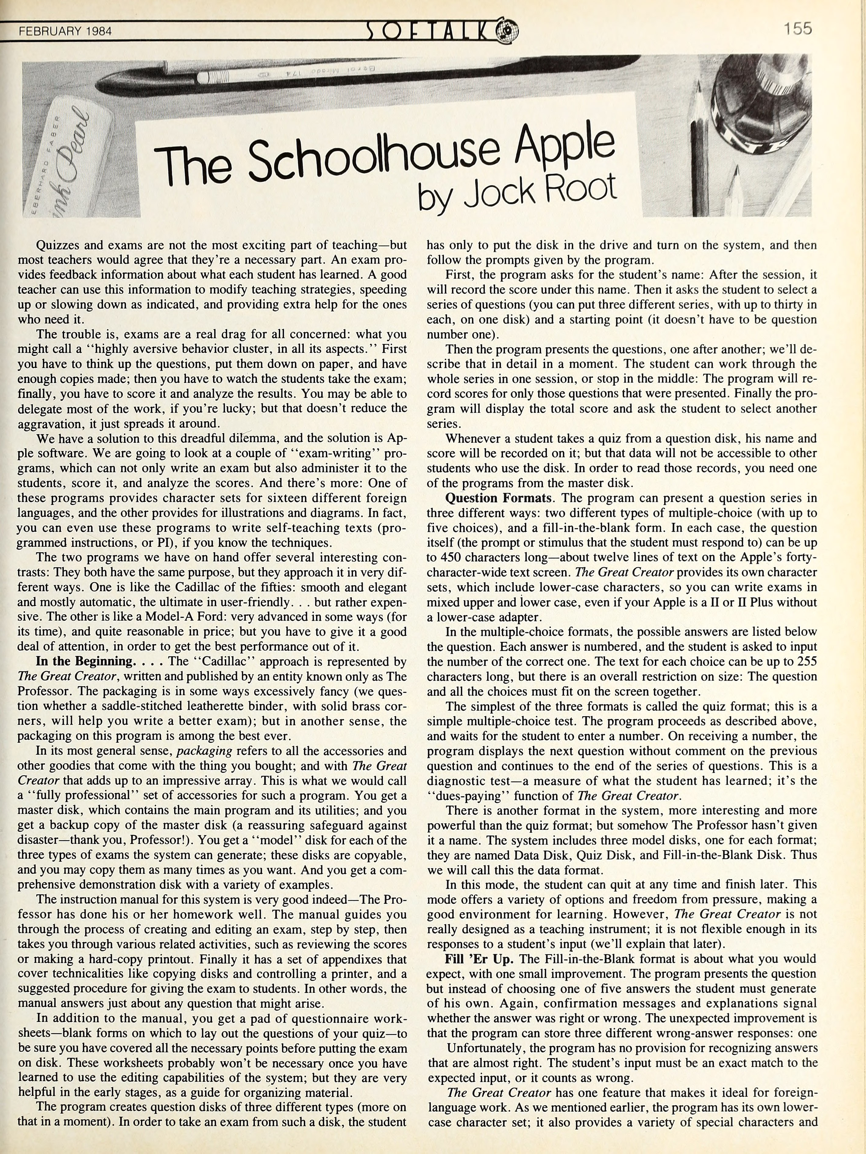 FEBRUARY 1984
SOFTALK
155
EBERHARD FABER
ink Pearl
The Schoolhouse Apple
by Jock Root
Quizzes and exams are not the most exciting part of teaching—but
most teachers would agree that they're a necessary part. An exam pro-
vides feedback information about what each student has learned. A good
teacher can use this information to modify teaching strategies, speeding
up or slowing down as indicated, and providing extra help for the ones
who need it.
The trouble is, exams are a real drag for all concerned: what you
might call a ‘‘highly aversive behavior cluster, in all its aspects.’’ First
you have to think up the questions, put them down on paper, and have
enough copies made; then you have to watch the students take the exam;
finally, you have to score it and analyze the results. You may be able to
delegate most of the work, if you're lucky; but that doesn't reduce the
aggravation, it just spreads it around.
We have a solution to this dreadful dilemma, and the solution is Ap-
ple software. We are going to look at a couple of ‘‘exam-writing’’ pro-
grams, which can not only write an exam but also administer it to the
students, score it, and analyze the scores. And there's more: One of
these programs provides character sets for sixteen different foreign
languages, and the other provides for illustrations and diagrams. In fact,
you can even use these programs to write self-teaching texts (pro-
grammed instructions, or PI), if you know the techniques.
The two programs we have on hand offer several interesting con-
trasts: They both have the same purpose, but they approach it in very dif-
ferent ways. One is like the Cadillac of the fifties: smooth and elegant
and mostly automatic, the ultimate in user-friendly. . . but rather expen-
sive. The other is like a Model-A Ford: very advanced in some ways (for
its time), and quite reasonable in price; but you have to give it a good
deal of attention, in order to get the best performance out of it.
In the Beginning. . . . The ‘‘Cadillac’’ approach is represented by
The Great Creator, written and published by an entity known only as The
Professor. The packaging is in some ways excessively fancy (we ques-
tion whether a saddle-stitched leatherette binder, with solid brass cor-
ners, will help you write a better exam); but in another sense, the
packaging on this program is among the best ever.
In its most general sense, packaging refers to all the accessories and
other goodies that come with the thing you bought; and with The Great
Creator that adds up to an impressive array. This is what we would call
a ‘‘fully professional’’ set of accessories for such a program. You get a
master disk, which contains the main program and its utilities; and you
get a backup copy of the master disk (a reassuring safeguard against
disaster—thank you, Professor!). You get a ‘‘model’’ disk for each of the
three types of exams the system can generate; these disks are copyable,
and you may copy them as many times as you want. And you get a com-
prehensive demonstration disk with a variety of examples.
The instruction manual for this system is very good indeed—The Pro-
fessor has done his or her homework well. The manual guides you
through the process of creating and editing an exam, step by step, then
takes you through various related activities, such as reviewing the scores
or making a hard-copy printout. Finally it has a set of appendixes that
cover technicalities like copying disks and controlling a printer, and a
suggested procedure for giving the exam to students. In other words, the
manual answers just about any question that might arise.
In addition to the manual, you get a pad of questionnaire work-
sheets—blank forms on which to lay out the questions of your quiz—to
be sure you have covered all the necessary points before putting the exam
on disk. These worksheets probably won't be necessary once you have
learned to use the editing capabilities of the system; but they are very
helpful in the early stages, as a guide for organizing material.
The program creates question disks of three different types (more on
that in a moment). In order to take an exam from such a disk, the student
has only to put the disk in the drive and turn on the system, and then
follow the prompts given by the program.
First, the program asks for the student's name: After the session, it
will record the score under this name. Then it asks the student to select a
series of questions (you can put three different series, with up to thirty in
each, on one disk) and a starting point (it doesn't have to be question
number one).
Then the program presents the questions, one after another; we'll de-
scribe that in detail in a moment. The student can work through the
whole series in one session, or stop in the middle: The program will re-
cord scores for only those questions that were presented. Finally the pro-
gram will display the total score and ask the student to select another
series.
Whenever a student takes a quiz from a question disk, his name and
score will be recorded on it; but that data will not be accessible to other
students who use the disk. In order to read those records, you need one
of the programs from the master disk.
Question Formats. The program can present a question series in
three different ways: two different types of multiple-choice (with up to
five choices), and a fill-in-the-blank form. In each case, the question
itself (the prompt or stimulus that the student must respond to) can be up
to 450 characters long—about twelve lines of text on the Apple's forty-
character-wide text screen. The Great Creator provides its own character
sets, which include lower-case characters, so you can write exams in
mixed upper and lower case, even if your Apple is a II or II Plus without
a lower-case adapter.
In the multiple-choice formats, the possible answers are listed below
the question. Each answer is numbered, and the student is asked to input
the number of the correct one. The text for each choice can be up to 255
characters long, but there is an overall restriction on size: The question
and all the choices must fit on the screen together.
The simplest of the three formats is called the quiz format; this is a
simple multiple-choice test. The program proceeds as described above,
and waits for the student to enter a number. On receiving a number, the
program displays the next question without comment on the previous
question and continues to the end of the series of questions. This is a
diagnostic test—a measure of what the student has learned; it's the
‘‘dues-paying’’ function of The Great Creator.
There is another format in the system, more interesting and more
powerful than the quiz format; but somehow The Professor hasn't given
it a name. The system includes three model disks, one for each format;
they are named Data Disk, Quiz Disk, and Fill-in-the-Blank Disk. Thus
we will call this the data format.
In this mode, the student can quit at any time and finish later. This
mode offers a variety of options and freedom from pressure, making a
good environment for learning. However, The Great Creator is not
really designed as a teaching instrument; it is not flexible enough in its
responses to a student's input (we'll explain that later).
Fill 'Er Up. The Fill-in-the-Blank format is about what you would
expect, with one small improvement. The program presents the question
but instead of choosing one of five answers the student must generate
of his own. Again, confirmation messages and explanations signal
whether the answer was right or wrong. The unexpected improvement is
that the program can store three different wrong-answer responses: one
Unfortunately, the program has no provision for recognizing answers
that are almost right. The student's input must be an exact match to the
expected input, or it counts as wrong.
The Great Creator has one feature that makes it ideal for foreign-
language work. As we mentioned earlier, the program has its own lower-
case character set; it also provides a variety of special characters and